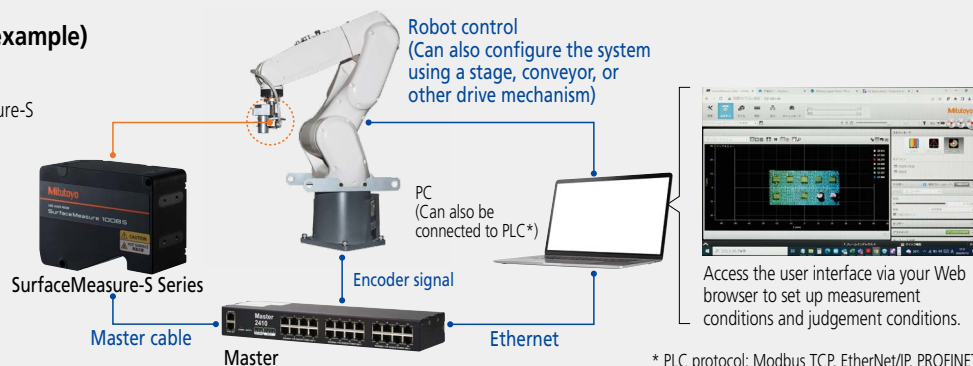 example)
ure-S
Robot control
(Can also configure the system
using a stage, conveyor, or
other drive mechanism)
Mitutoyo
SurfaceMeasure 1008S
CAUTION
SurfaceMeasure-S Series
PC
(Can also be
connected to PLC*)
Encoder signal
Master cable
Master
2410
Master
Ethernet
Mitutoyo
Access the user interface via your Web
browser to set up measurement
conditions and judgement conditions.
* PLC protocol: Modbus TCP, EtherNet/IP, PROFINET